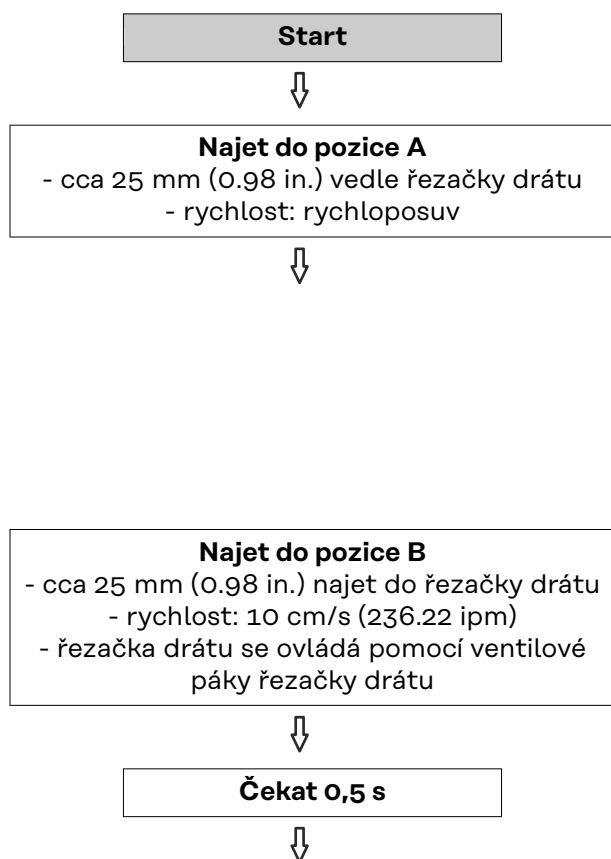 Start
Najet do pozice A
- cca 25 mm (0.98 in.) vedle řezačky drátu
- rychlost: rychloposuv
Najet do pozice B
- cca 25 mm (0.98 in.) najet do řezačky drátu
- rychlost: 10 cm/s (236.22 ipm)
- řezačka drátu se ovládá pomocí ventilové
páky řezačky drátu
Čekat 0,5 s